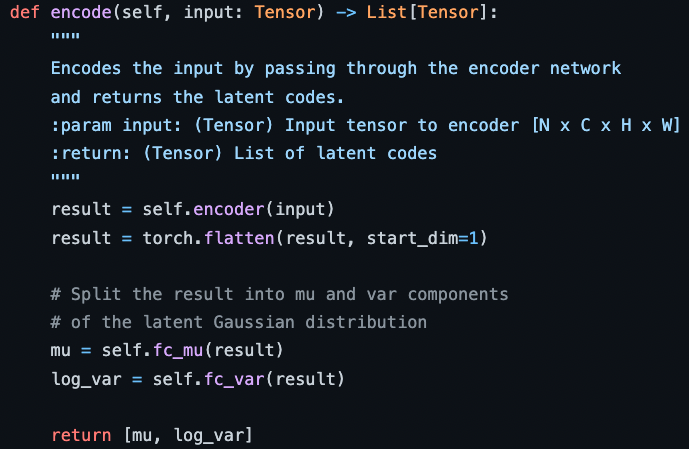 def encode(self, input: Tensor) -> List[Tensor]:
    """
    Encodes the input by passing through the encoder network
    and returns the latent codes.
    :param input: (Tensor) Input tensor to encoder [N x C x H x W]
    :return: (Tensor) List of latent codes
    """
    result = self.encoder(input)
    result = torch.flatten(result, start_dim=1)

    # Split the result into mu and var components
    # of the latent Gaussian distribution
    mu = self.fc_mu(result)
    log_var = self.fc_var(result)

    return [mu, log_var]